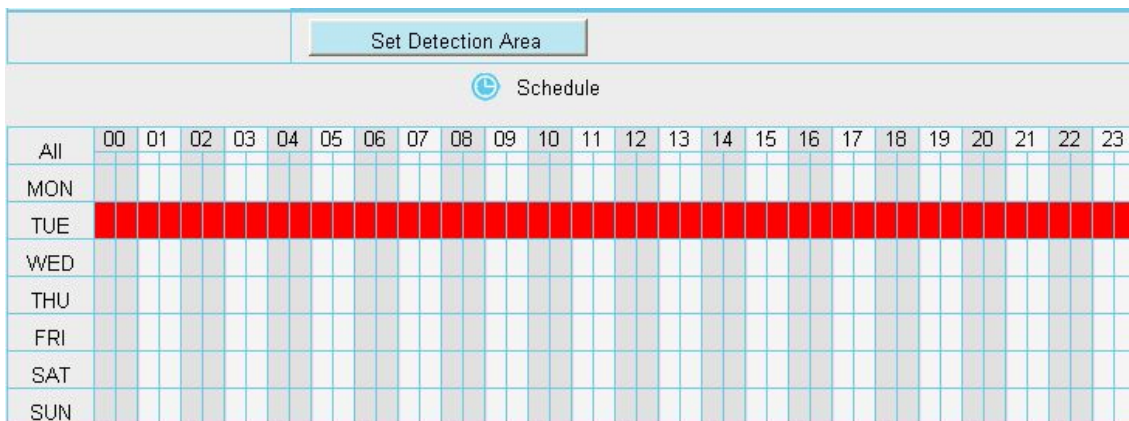 Set Detection Area
Schedule
All 00 01 02 03 04 05 06 07 08 09 10 11 12 13 14 15 16 17 18 19 20 21 22 23
MON
TUE
WED
THU
FRI
SAT
SUN